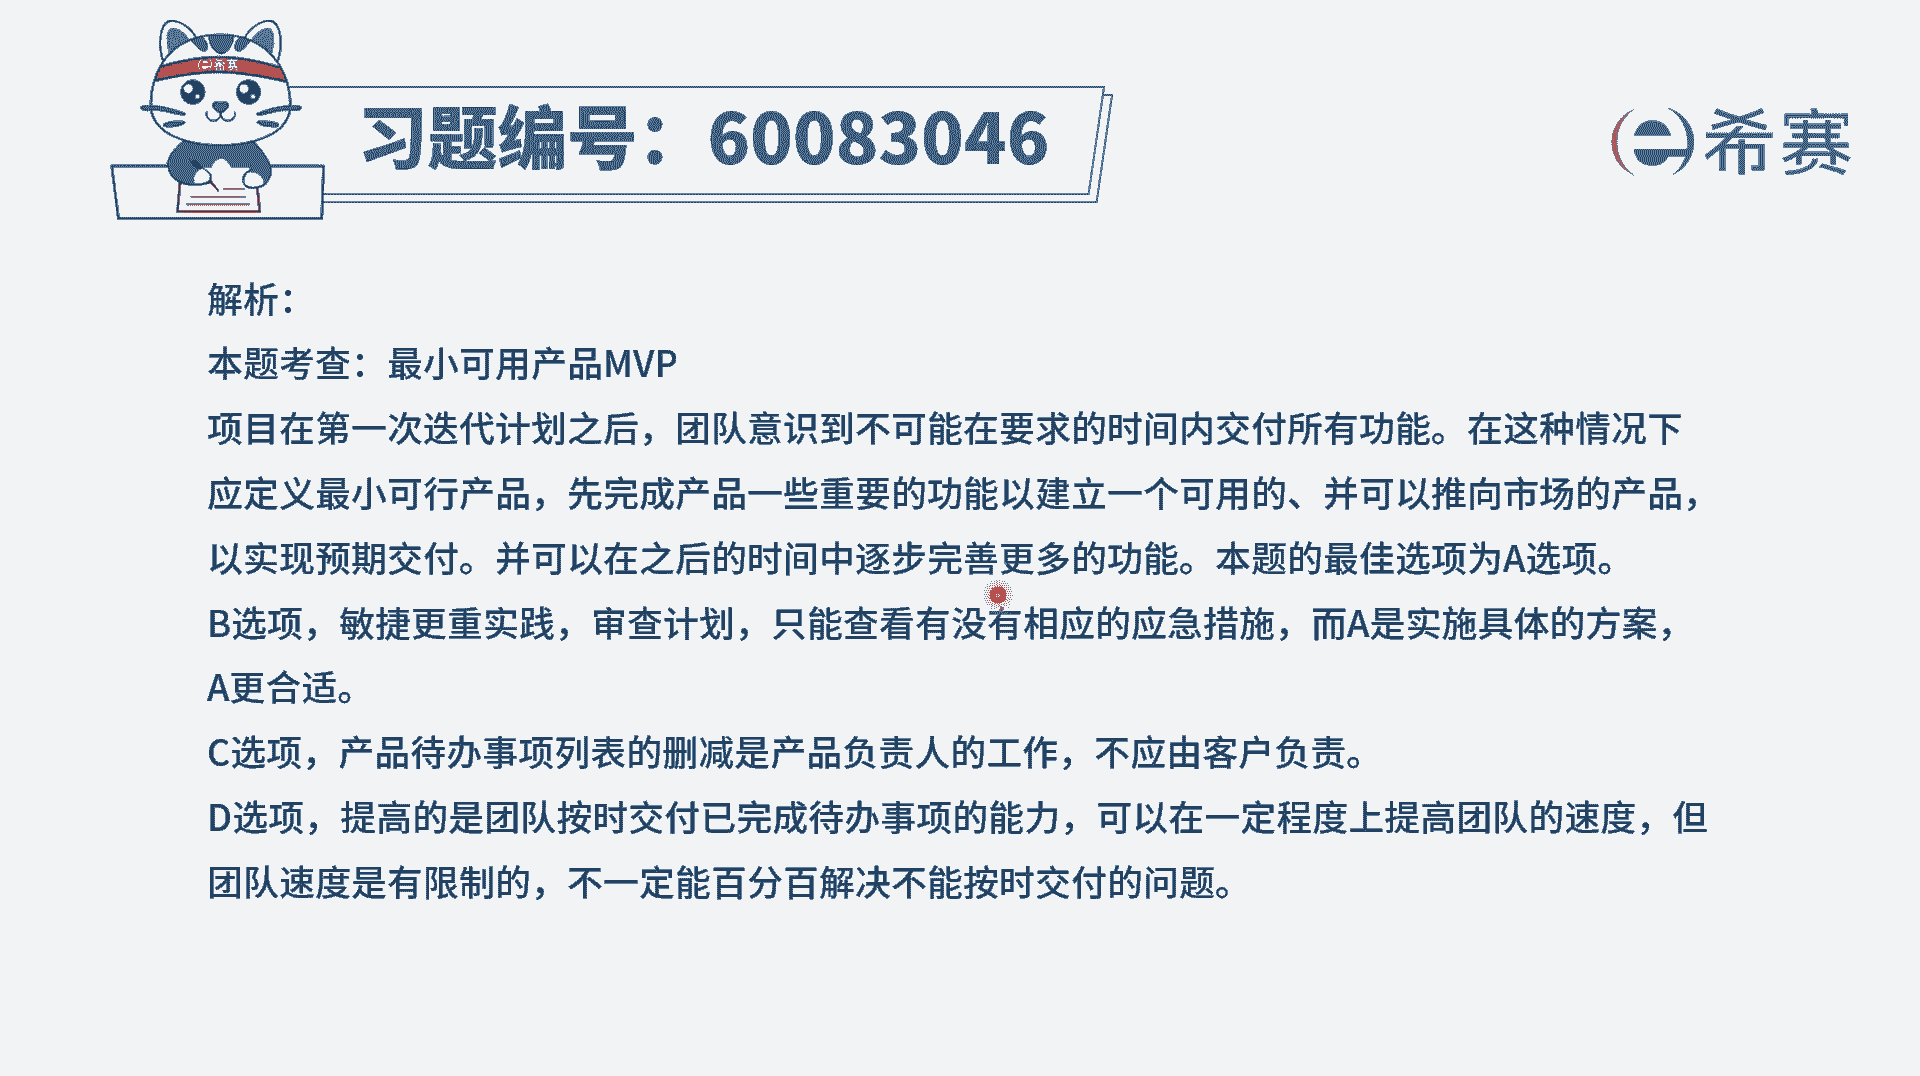 希赛
习题编号：60083046
希赛
解析：
本题考查：最小可用产品MVP
项目在第一次迭代计划之后，团队意识到不可能在要求的时间内交付所有功能。在这种情况下
应定义最小可行产品，先完成产品一些重要的功能以建立一个可用的、并可以推向市场的产品，
以实现预期交付。并可以在之后的时间中逐步完善更多的功能。本题的最佳选项为A选项。
B选项，敏捷更重实践，审查计划，只能查看有没有相应的应急措施，而A是实施具体的方案，
A更合适。
C选项，产品待办事项列表的删减是产品负责人的工作，不应由客户负责。
D选项，提高的是团队按时交付已完成待办事项的能力，可以在一定程度上提高团队的速度，但
团队速度是有限制的，不一定能百分百解决不能按时交付的问题。